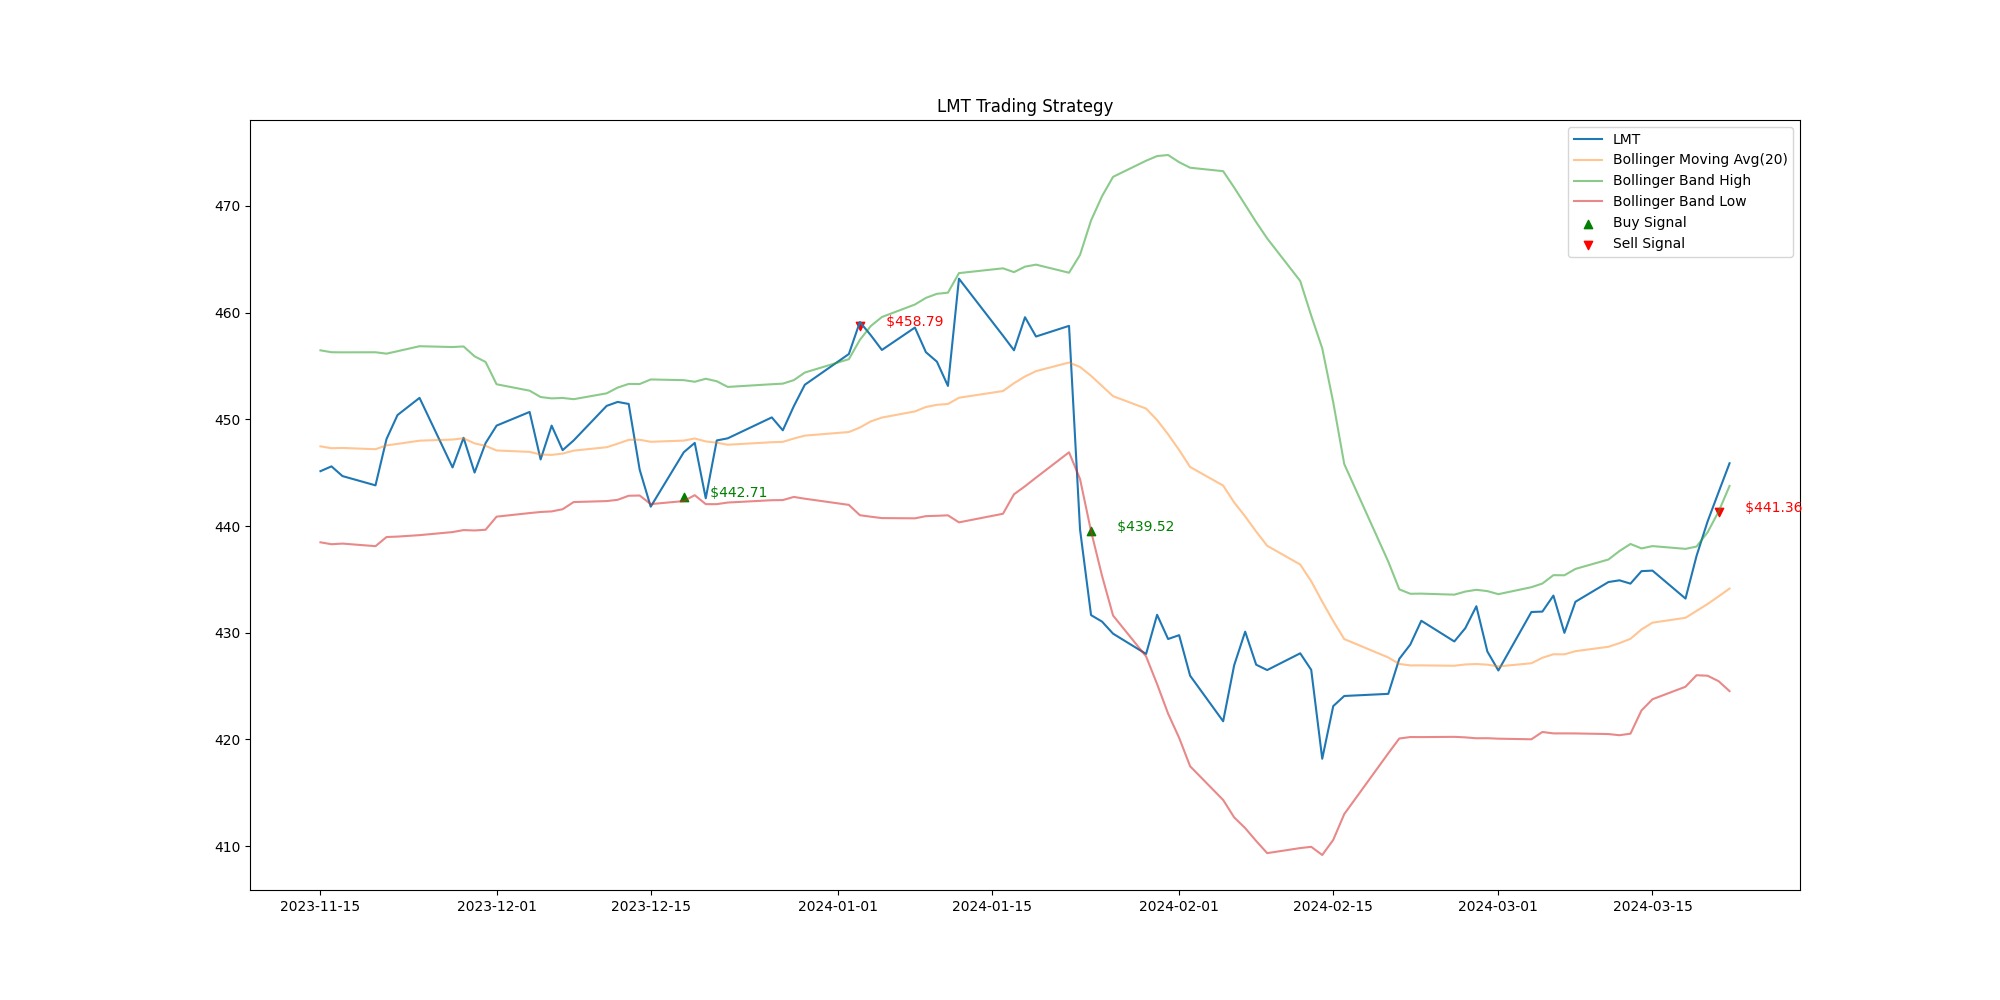 LMT Trading Strategy
LMT
Bollinger Moving Avg(20)
Bollinger Band High
Bollinger Band Low
Buy Signal
Sell Signal
470
460
450
440
430
420
410
$458.79
$442.71
$441.36
$439.52
2023-11-15
2023-12-01
2023-12-15
2024-01-01
2024-01-15
2024-02-01
2024-02-15
2024-03-01
2024-03-15